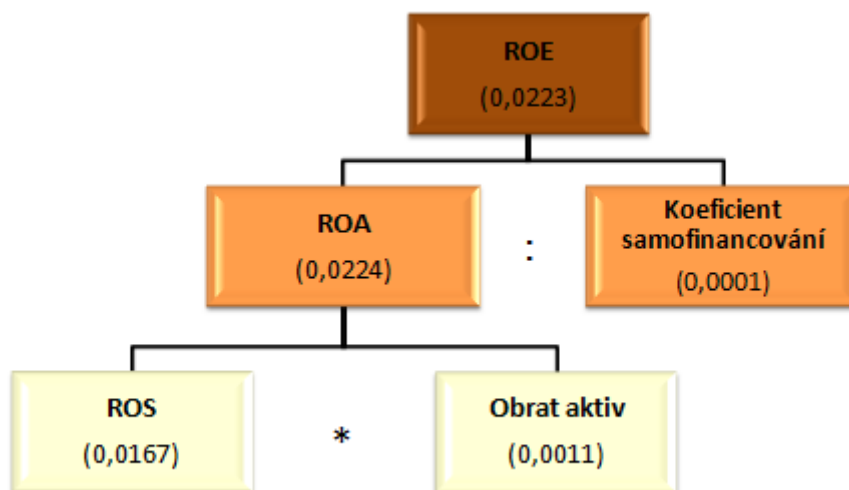 ROE
(0,0223)
ROA
(0,0224)
:
Koeficient
samofinancování
(0,0001)
ROS
(0,0167)
*
Obrat aktiv
(0,0011)